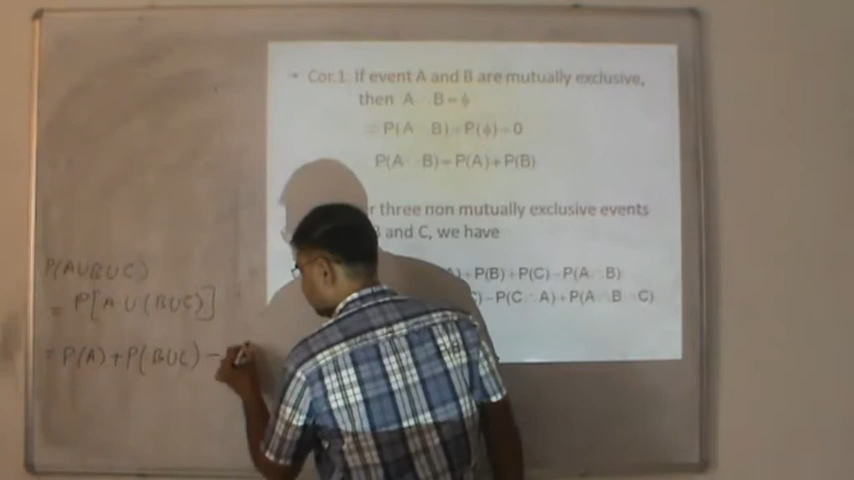 Cor.1 If event A and B are mutually exclusive,
then A B = ϕ
= P(A B) = P(ϕ) = 0
P(A B) = P(A) + P(B)
r three non mutually exclusive events
B and C, we have
A) + P(B) + P(C) - P(A B)
C) - P(C A) + P(A B C)
P(AUBUC)
= P[A U (BUC)]
= P(A) + P(BUC) -